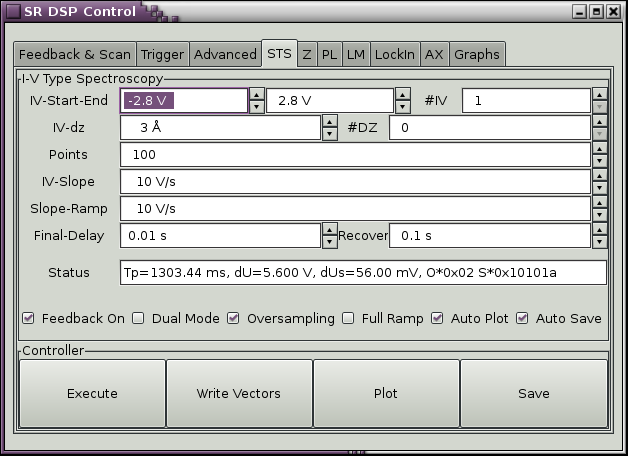 SR DSP Control
Feedback & Scan Trigger Advanced STS Z PL LM LockIn AX Graphs
I-V Type Spectroscopy
IV-Start-End -2.8 V 2.8 V #IV 1
IV-dz 3 Å #DZ 0
Points 100
IV-Slope 10 V/s
Slope-Ramp 10 V/s
Final-Delay 0.01 s Recover 0.1 s
Status Tp=1303.44 ms, dU=5.600 V, dUs=56.00 mV, O*0x02 S*0x10101a
Feedback On Dual Mode Oversampling Full Ramp Auto Plot Auto Save
Controller
Execute Write Vectors Plot Save